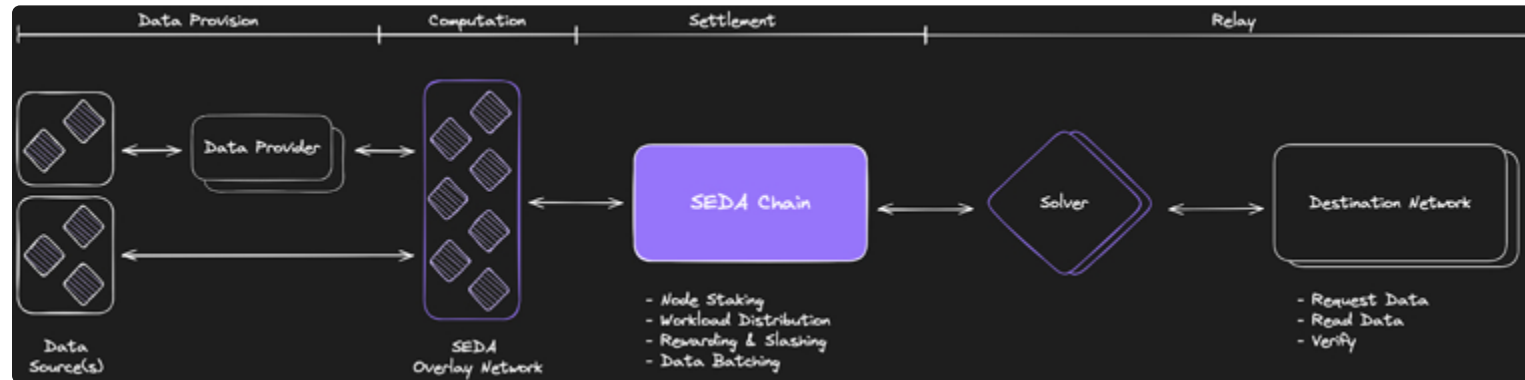 Data Provision
Computation
Settlement
Relay
Data Provider
SEDA Chain
Solver
Destination Network
- Node Staking
- Workload Distribution
- Rewarding & Slashing
- Data Batching
- Request Data
- Read Data
- Verify
Data
Source(s)
SEDA
Overlay Network